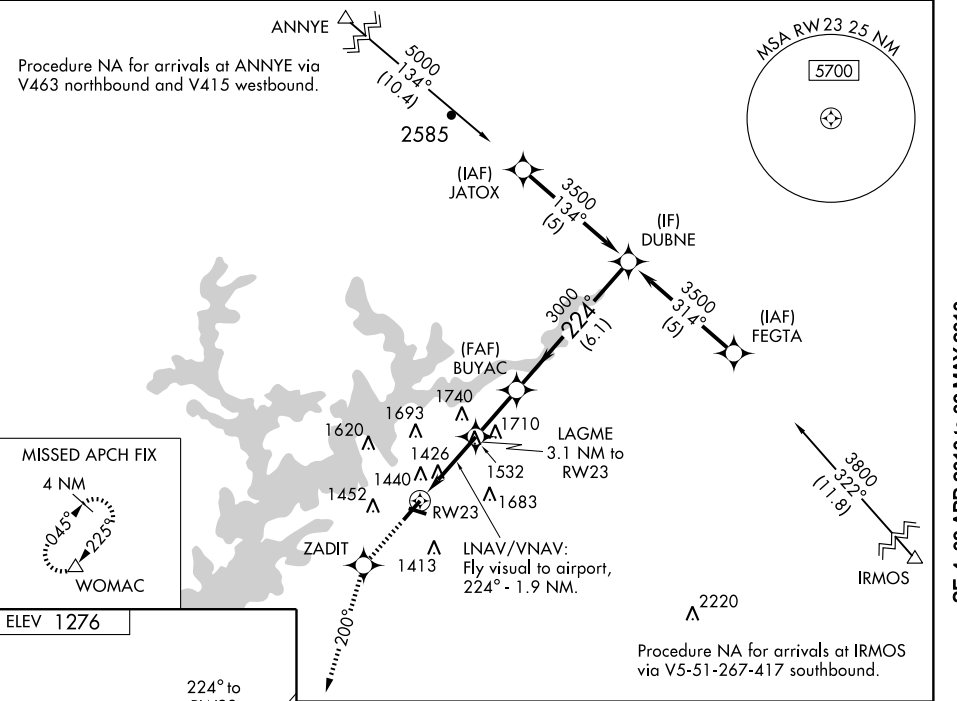 ANNYE
Procedure NA for arrivals at ANNYE via
V463 northbound and V415 westbound.
5000
134°
(10.4)
2585
MSA RW 23 25 NM
5700
(IAF)
JATOX
3500
134°
(5)
(IF)
DUBNE
3500
314°
(5)
(IAF)
FEGTA
3000
224°
(6.1)
(FAF)
BUYAC
1740
1693
1620
1710
LAGME
3.1 NM to
RW23
1426
1532
1440
1452
1683
RW23
3800
322°
(11.8)
IRMOS
MISSED APCH FIX
4 NM
045°
225°
WOMAC
ZADIT
1413
LNAV/VNAV:
Fly visual to airport,
224° - 1.9 NM.
2220
200°
Procedure NA for arrivals at IRMOS
via V5-51-267-417 southbound.
ELEV 1276
224° to